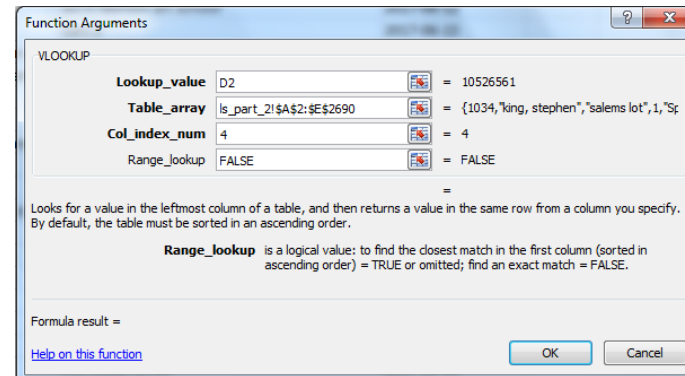 Function Arguments
VLOOKUP
Lookup_value D2 = 10526561
Table_array ls_part_2!$A$2:$E$2690 = {1034,"king, stephen","salems lot",1,"Sp
Col_index_num 4 = 4
Range_lookup FALSE = FALSE
=
Looks for a value in the leftmost column of a table, and then returns a value in the same row from a column you specify.
By default, the table must be sorted in an ascending order.
Range_lookup is a logical value: to find the closest match in the first column (sorted in
ascending order) = TRUE or omitted; find an exact match = FALSE.
Formula result =
Help on this function OK Cancel